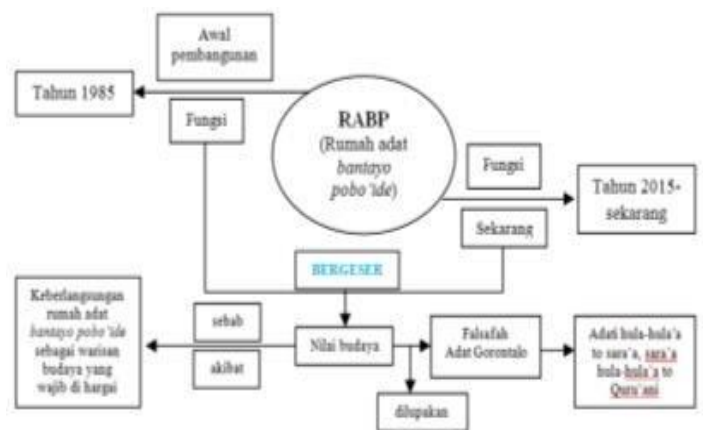 Awal
pembangunan
Tahun 1985
Fungsi
RABP
(Rumah adat
bantayo
pobo'ide)
Fungsi
Tahun 2015-
sekarang
Sekarang
BERGESER
Keberlangsungan
rumah adat
bantayo pobo'ide
sebagai warisan
budaya yang
wajib di hargai
sebab
akibat
Nilai budaya
Falsafah
Adat Gorontalo
Adati hula-hula'a
to sara'a, sara'a
hula-hula'a to
Quru'ani
dilupakan